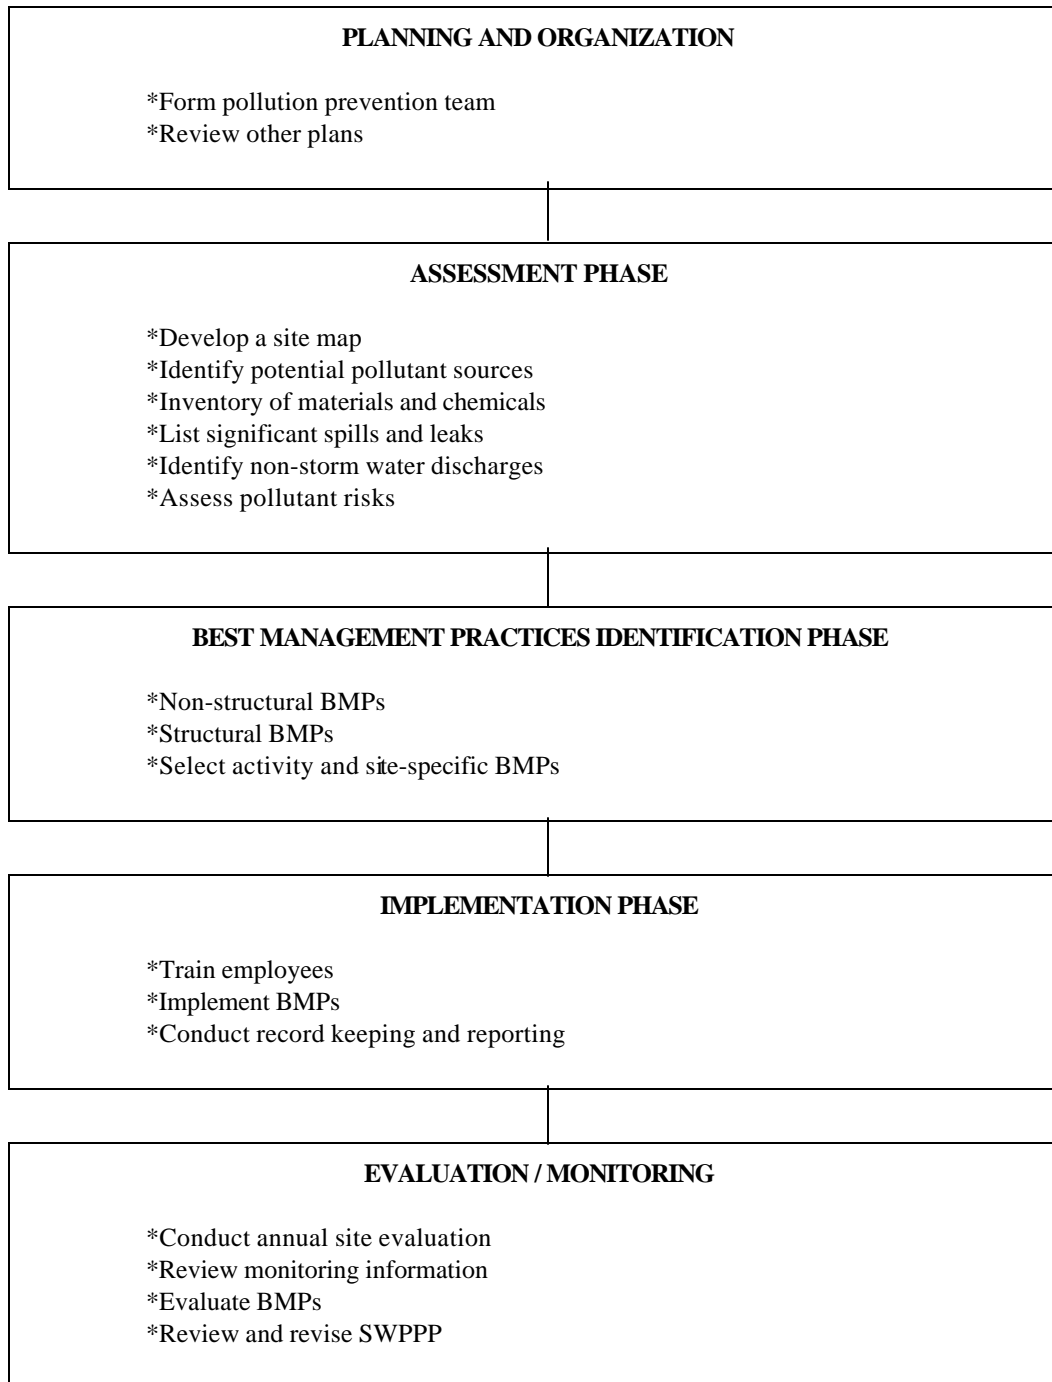 PLANNING AND ORGANIZATION
*Form pollution prevention team
*Review other plans
ASSESSMENT PHASE
*Develop a site map
*Identify potential pollutant sources
*Inventory of materials and chemicals
*List significant spills and leaks
*Identify non-storm water discharges
*Assess pollutant risks
BEST MANAGEMENT PRACTICES IDENTIFICATION PHASE
*Non-structural BMPs
*Structural BMPs
*Select activity and site-specific BMPs
IMPLEMENTATION PHASE
*Train employees
*Implement BMPs
*Conduct record keeping and reporting
EVALUATION / MONITORING
*Conduct annual site evaluation
*Review monitoring information
*Evaluate BMPs
*Review and revise SWPPP